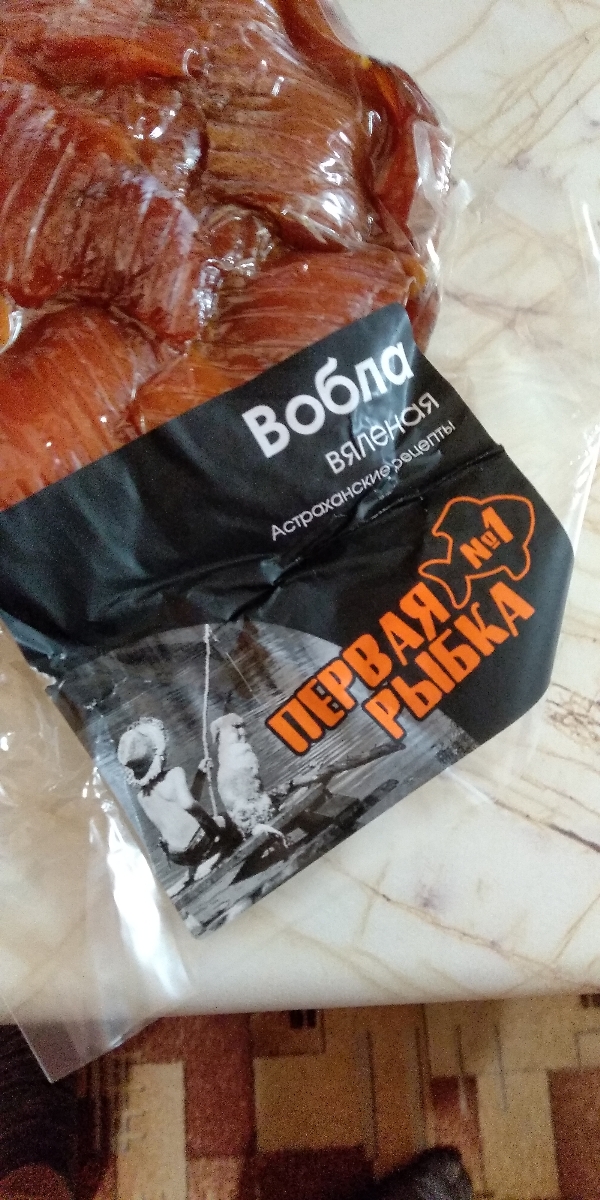 Вобла
вяленая
Астраханские рецепты
№1
ПЕРВАЯ
РЫБКА